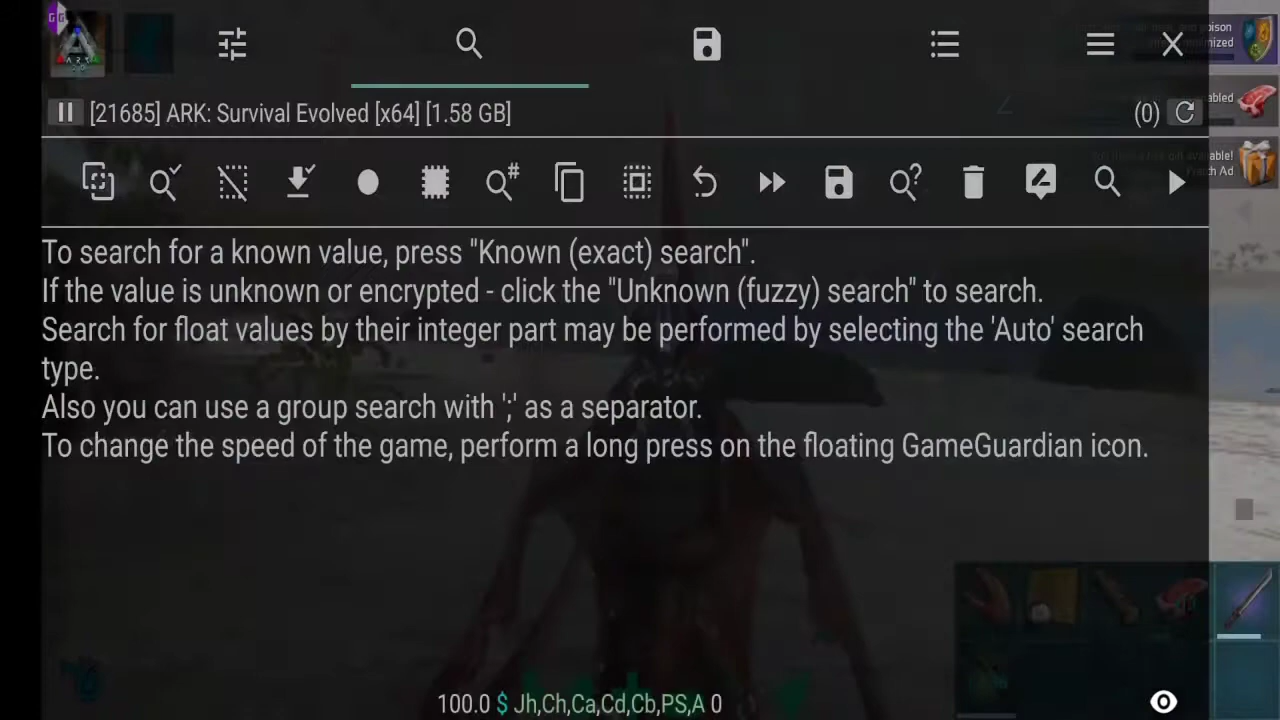 [21685] ARK: Survival Evolved [x64] [1.58 GB]
(0)
To search for a known value, press "Known (exact) search".
If the value is unknown or encrypted - click the "Unknown (fuzzy) search" to search.
Search for float values by their integer part may be performed by selecting the 'Auto' search
type.
Also you can use a group search with ';' as a separator.
To change the speed of the game, perform a long press on the floating GameGuardian icon.
100.0 $ Jh,Ch,Ca,Cd,Cb,PS,A 0